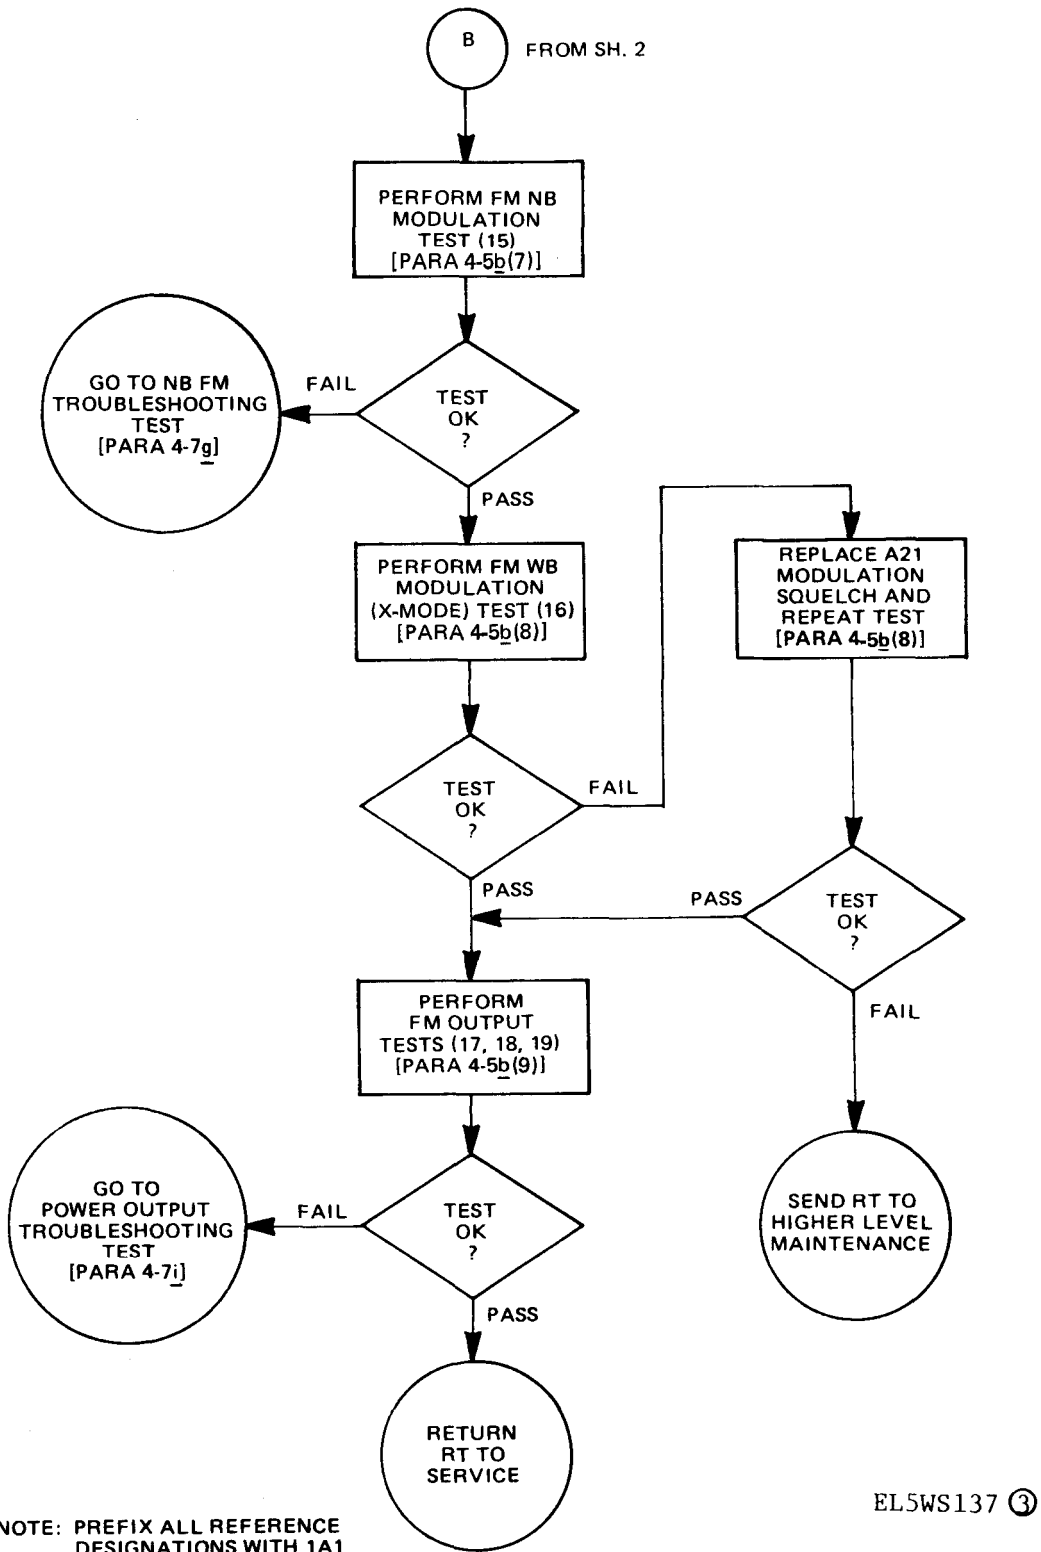 B
FROM SH. 2
PERFORM FM NB
MODULATION
TEST (15)
[PARA 4-5b(7)]
GO TO NB FM
TROUBLESHOOTING
TEST
[PARA 4-7g]
FAIL
TEST
OK
?
PASS
PERFORM FM WB
MODULATION
(X-MODE) TEST (16)
[PARA 4-5b(8)]
REPLACE A21
MODULATION
SQUELCH AND
REPEAT TEST
[PARA 4-5b(8)]
TEST
OK
?
FAIL
PASS
PASS
TEST
OK
?
FAIL
PERFORM
FM OUTPUT
TESTS (17, 18, 19)
[PARA 4-5b(9)]
GO TO
POWER OUTPUT
TROUBLESHOOTING
TEST
[PARA 4-7i]
FAIL
TEST
OK
?
PASS
SEND RT TO
HIGHER LEVEL
MAINTENANCE
RETURN
RT TO
SERVICE
EL5WS137 ③
NOTE: PREFIX ALL REFERENCE
DESIGNATIONS WITH 1A1